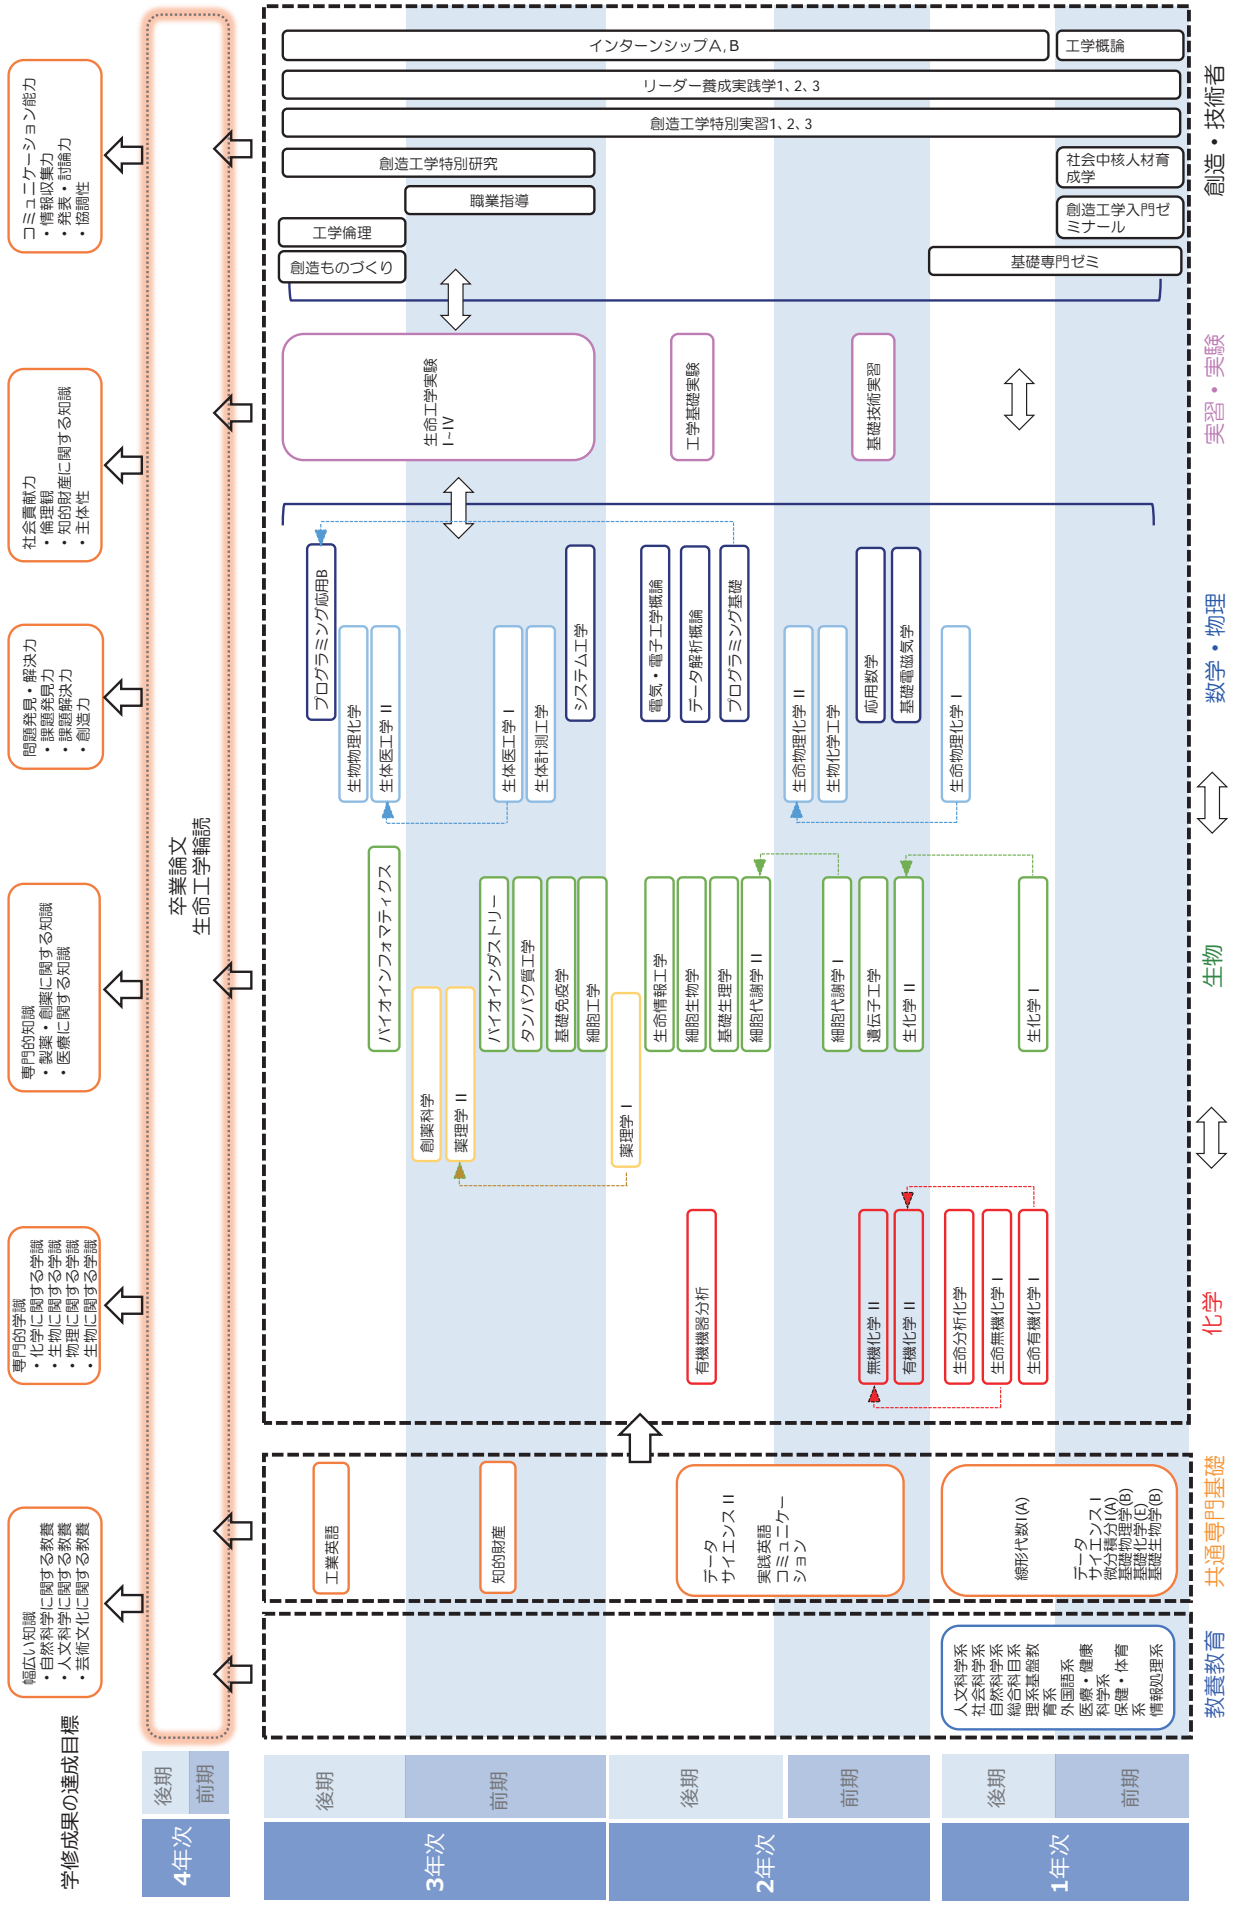 学修成果の達成目標
幅広い知識
・自然科学に関する教養
・人文科学に関する教養
・芸術文化に関する教養
専門的学識
・化学に関する学識
・生物に関する学識
・物理に関する学識
・生物に関する学識
専門的知識
・製薬・創薬に関する知識
・医療に関する知識
問題発見・解決力
・課題発見力
・課題解決力
・創造力
社会貢献力
・倫理観
・知的財産に関する知識
・主体性
コミュニケーション能力
・情報収集力
・発表・討論力
・協調性
4年次
後期
前期
卒業論文
生命工学輪読
3年次
後期
前期
2年次
後期
前期
1年次
後期
前期
工業英語
知的財産
データ
サイエンス II
実践英語
コミュニケー
ション
線形代数I(A)
データ
サイエンス I
微分積分I(A)
基礎物理学(B)
基礎化学(E)
基礎生物学(B)
人文科学系
社会科学系
自然科学系
総合科目系
理系基盤教
育系
外国語系
医療・健康
科学系
保健・体育
系
情報処理系
有機機器分析
無機化学 II
有機化学 II
生命分析化学
生命無機化学 I
生命有機化学 I
創薬科学
薬理学 II
薬理学 I
バイオインフォマティクス
バイオインダストリー
タンパク質工学
基礎免疫学
細胞工学
生命情報工学
細胞生物学
基礎生理学
細胞代謝学 II
細胞代謝学 I
遺伝子工学
生化学 II
生化学 I
プログラミング応用B
生物物理化学
生体医工学 II
生体医工学 I
生体計測工学
システム工学
電気・電子工学概論
データ解析概論
プログラミング基礎
生命物理化学 II
生物化学工学
応用数学
基礎電磁気学
生命物理化学 I
生命工学実験
I~IV
工学基礎実験
基礎技術実習
インターンシップA, B
工学概論
リーダー養成実践学1、2、3
創造工学特別実習1、2、3
創造工学特別研究
社会中核人材育
成学
職業指導
創造工学入門ゼ
ミナール
工学倫理
創造ものづくり
基礎専門ゼミ
教養教育
共通専門基礎
化学
生物
数学・物理
実習・実験
創造・技術者